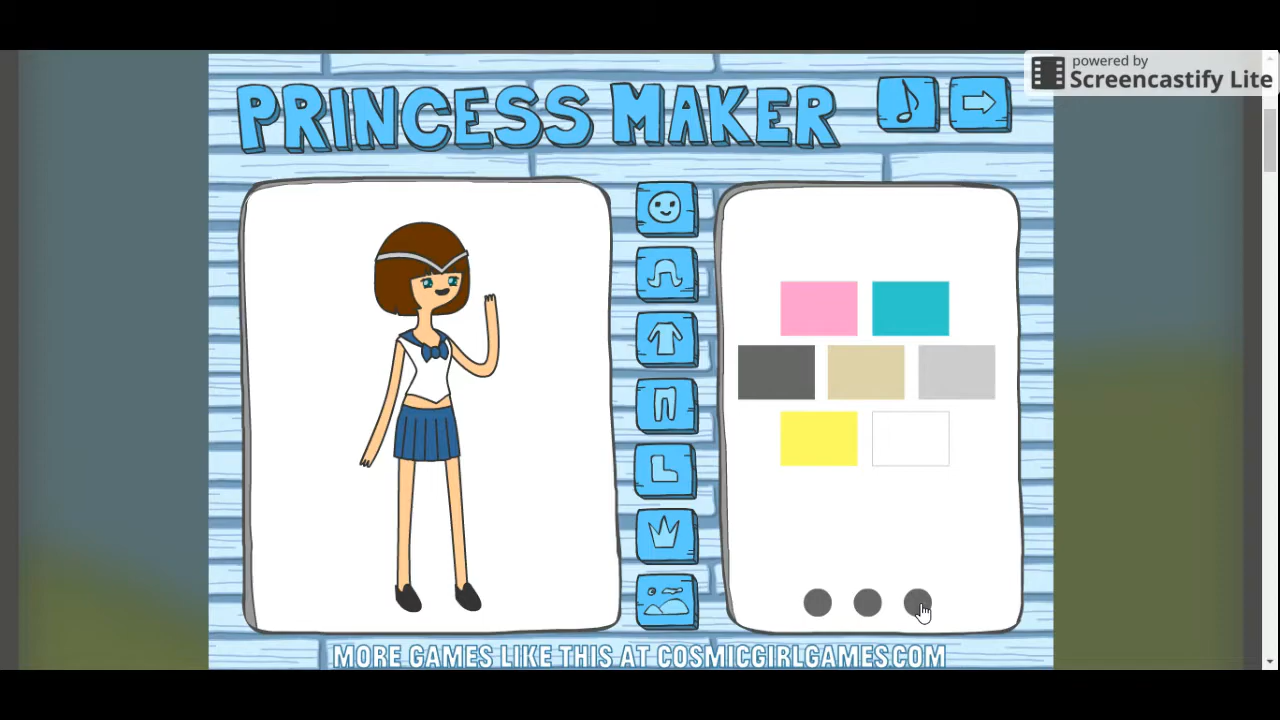 powered by
Screencastify Lite
PRINCESS MAKER
MORE GAMES LIKE THIS AT COSMICGIRLGAMES.COM